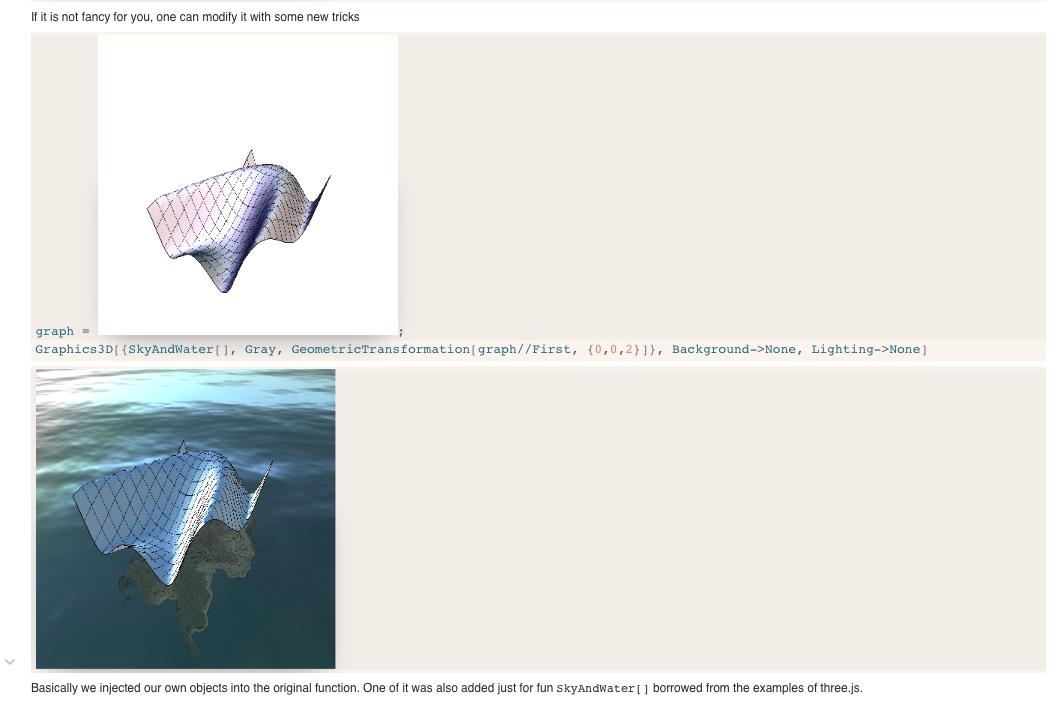 If it is not fancy for you, one can modify it with some new tricks
graph = ;
Graphics3D[{SkyAndWater[], Gray, GeometricTransformation[graph//First, {0,0,2}]}, Background->None, Lighting->None]
Basically we injected our own objects into the original function. One of it was also added just for fun SkyAndWater[] borrowed from the examples of three.js.